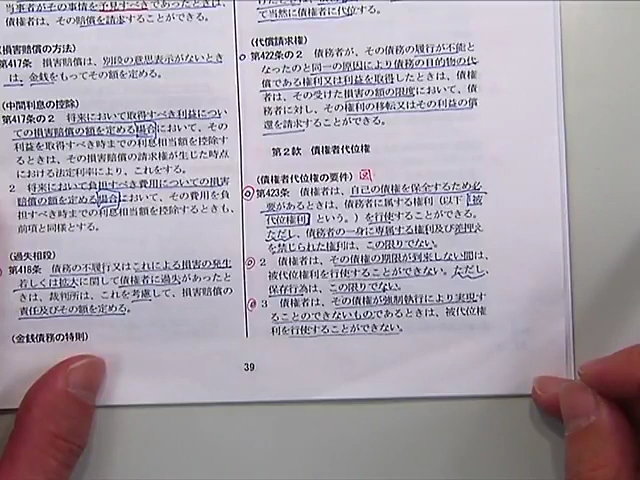 当事者がその事情を予見すべきであったときは、
債権者は、その賠償を請求することができる。
(損害賠償の方法)
第417条 損害賠償は、別段の意思表示がないとき
は、金銭をもってその額を定める。
(中間利息の控除)
第417条の2 将来において取得すべき利益につい
ての損害賠償の額を定める場合において、その
利益を取得すべき時までの利息相当額を控除す
るときは、その損害賠償の請求権が生じた時点
における法定利率により、これをする。
2 将来において負担すべき費用についての損害
賠償の額を定める場合において、その費用を負
担すべき時までの利息相当額を控除するときも、
前項と同様とする。
(過失相殺)
第418条 債務の不履行又はこれによる損害の発生
若しくは拡大に関して債権者に過失があったと
きは、裁判所は、これを考慮して、損害賠償の
責任及びその額を定める。
(金銭債務の特則)
て当然に債権者に代位する。
(代償請求権)
第422条の2 債務者が、その債務の履行が不能と
なったのと同一の原因により債務の目的物の代
償である権利又は利益を取得したときは、債権
者は、その受けた損害の額の限度において、債
務者に対し、その権利の移転又はその利益の償
還を請求することができる。
第2款 債権者代位権
(債権者代位権の要件)
第423条 債権者は、自己の債権を保全するため必
要があるときは、債務者に属する権利(以下「被
代位権利」という。)を行使することができる。
ただし、債務者の一身に専属する権利及び差押え
を禁じられた権利は、この限りでない。
2 債権者は、その債権の期限が到来しない間は、
被代位権利を行使することができない。ただし、
保存行為は、この限りでない。
3 債権者は、その債権が強制執行により実現す
ることのできないものであるときは、被代位権
利を行使することができない。
39